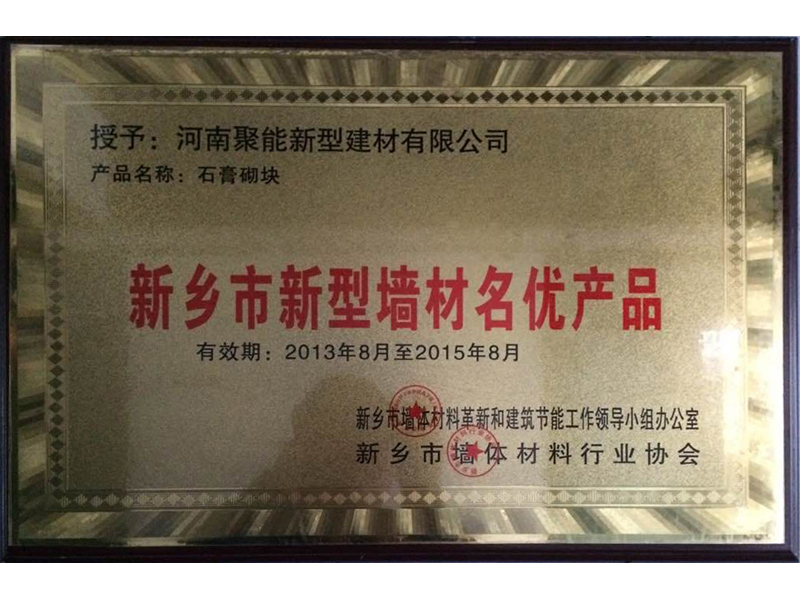 授予：河南聚能新型建材有限公司
产品名称：石膏砌块
新乡市新型墙材名优产品
有效期：2013年8月至2015年8月
新乡市墙体材料革新和建筑节能工作领导小组办公室
新乡市墙体材料行业协会